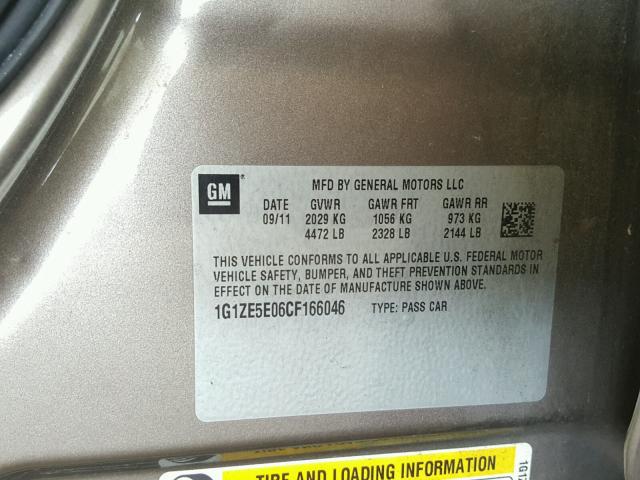 GM
MFD BY GENERAL MOTORS LLC
DATE GVWR GAWR FRT GAWR RR
09/11 2029 KG 1056 KG 973 KG
4472 LB 2328 LB 2144 LB
THIS VEHICLE CONFORMS TO ALL APPLICABLE U.S. FEDERAL MOTOR
VEHICLE SAFETY, BUMPER, AND THEFT PREVENTION STANDARDS IN
EFFECT ON THE DATE OF MANUFACTURE SHOWN ABOVE.
1G1ZE5E06CF166046 TYPE: PASS CAR
TIRE AND LOADING INFORMATION